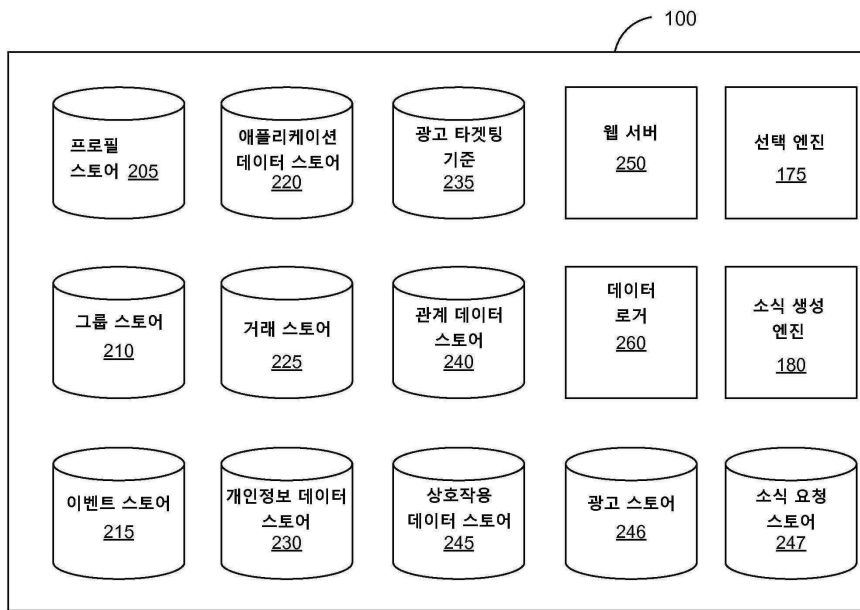 100
프로필
스토어 205
애플리케이션
데이터 스토어
220
광고 타겟팅
기준
235
웹 서버
250
선택 엔진
175
그룹 스토어
210
거래 스토어
225
관계 데이터
스토어
240
데이터
로거
260
소식 생성
엔진
180
이벤트 스토어
215
개인정보 데이터
스토어
230
상호작용
데이터 스토어
245
광고 스토어
246
소식 요청
스토어
247